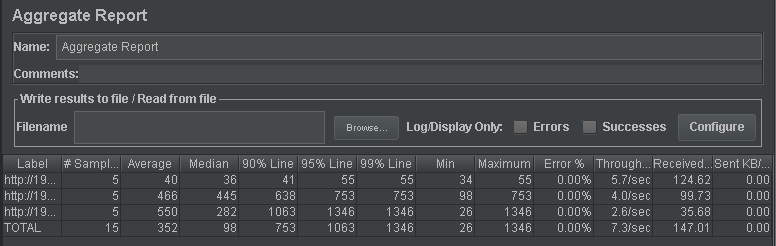 Aggregate Report
Name: Aggregate Report
Comments:
Write results to file / Read from file
Filename Browse... Log/Display Only: Errors Successes Configure
Label # Sampl... Average Median 90% Line 95% Line 99% Line Min Maximum Error % Through... Received... Sent KB/...
http://19... 5 40 36 41 55 55 34 55 0.00% 5.7/sec 124.62 0.00
http://19... 5 466 445 638 753 753 98 753 0.00% 4.0/sec 99.73 0.00
http://19... 5 550 282 1063 1346 1346 26 1346 0.00% 2.6/sec 35.68 0.00
TOTAL 15 352 98 753 1063 1346 26 1346 0.00% 7.3/sec 147.01 0.00